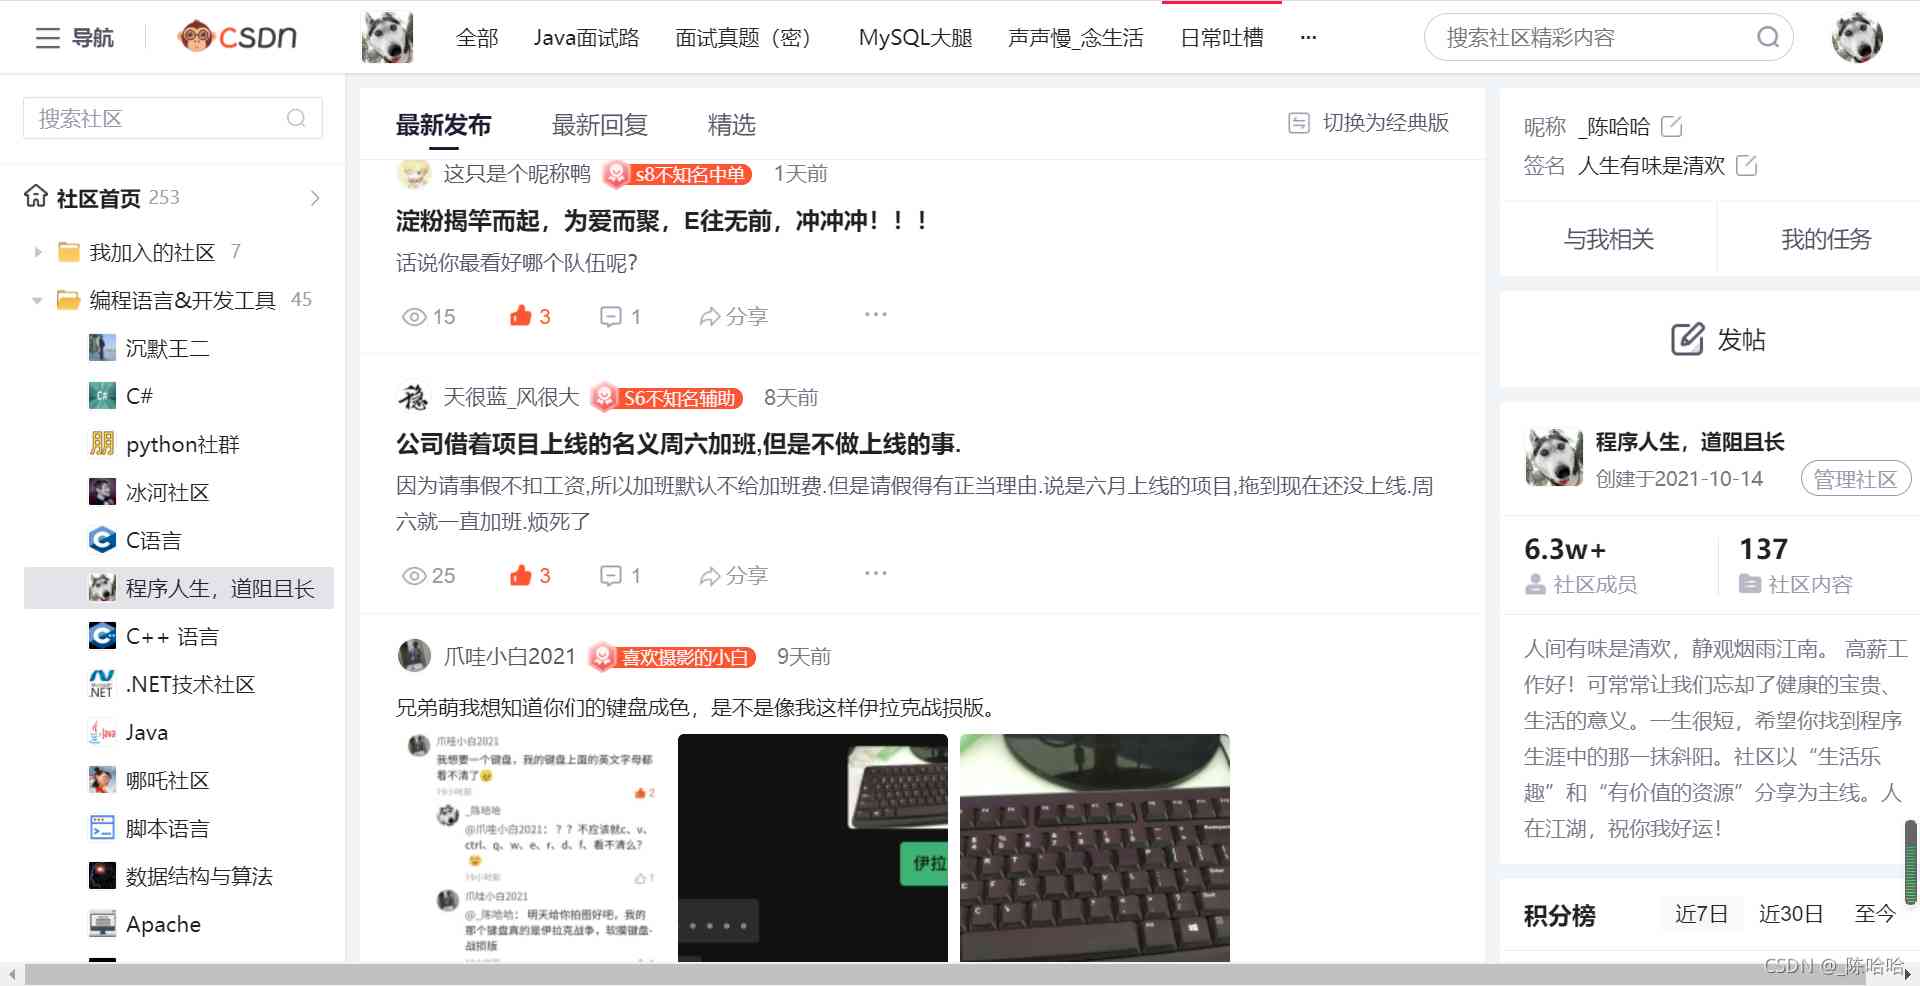 导航
CSDN
全部
Java面试路
面试真题（密）
MySQL大腿
声声慢_念生活
日常吐槽
···
搜索社区精彩内容
搜索社区
社区首页 253
我加入的社区 7
编程语言&开发工具 45
沉默王二
C#
python社群
冰河社区
C语言
程序人生，道阻且长
C++ 语言
.NET技术社区
Java
哪吒社区
脚本语言
数据结构与算法
Apache
最新发布
最新回复
精选
切换为经典版
这只是个昵称鸭 s8不知名中单 1天前
淀粉揭竿而起，为爱而聚，E往无前，冲冲冲！！！
话说你最看好哪个队伍呢？
15 3 1 分享 ···
天很蓝_风很大 S6不知名辅助 8天前
公司借着项目上线的名义周六加班,但是不做上线的事.
因为请事假不扣工资,所以加班默认不给加班费.但是请假得有正当理由.说是六月上线的项目,拖到现在还没上线.周
六就一直加班.烦死了
25 3 1 分享 ···
爪哇小白2021 喜欢摄影的小白 9天前
兄弟萌我想知道你们的键盘成色，是不是像我这样伊拉克战损版。
爪哇小白2021
我想要一个键盘，我的键盘上面的英文字母都
看不清了
19小时前
2
_陈哈哈
@爪哇小白2021：？？不应该就c、v、
ctrl、q、w、e、r、d、f、看不清么？
19小时前
1
爪哇小白2021
@_陈哈哈：明天给你拍图好吧，我的
那个键盘真的是伊拉克战争，软膜键盘-
战损版
伊拉
昵称 _陈哈哈
签名 人生有味是清欢
与我相关
我的任务
发帖
程序人生，道阻且长
创建于2021-10-14
管理社区
6.3w+
社区成员
137
社区内容
人间有味是清欢，静观烟雨江南。 高薪工
作好！可常常让我们忘却了健康的宝贵、
生活的意义。一生很短，希望你找到程序
生涯中的那一抹斜阳。社区以“生活乐
趣”和“有价值的资源”分享为主线。人
在江湖，祝你我好运！
积分榜
近7日
近30日
至今
CSDN @_陈哈哈